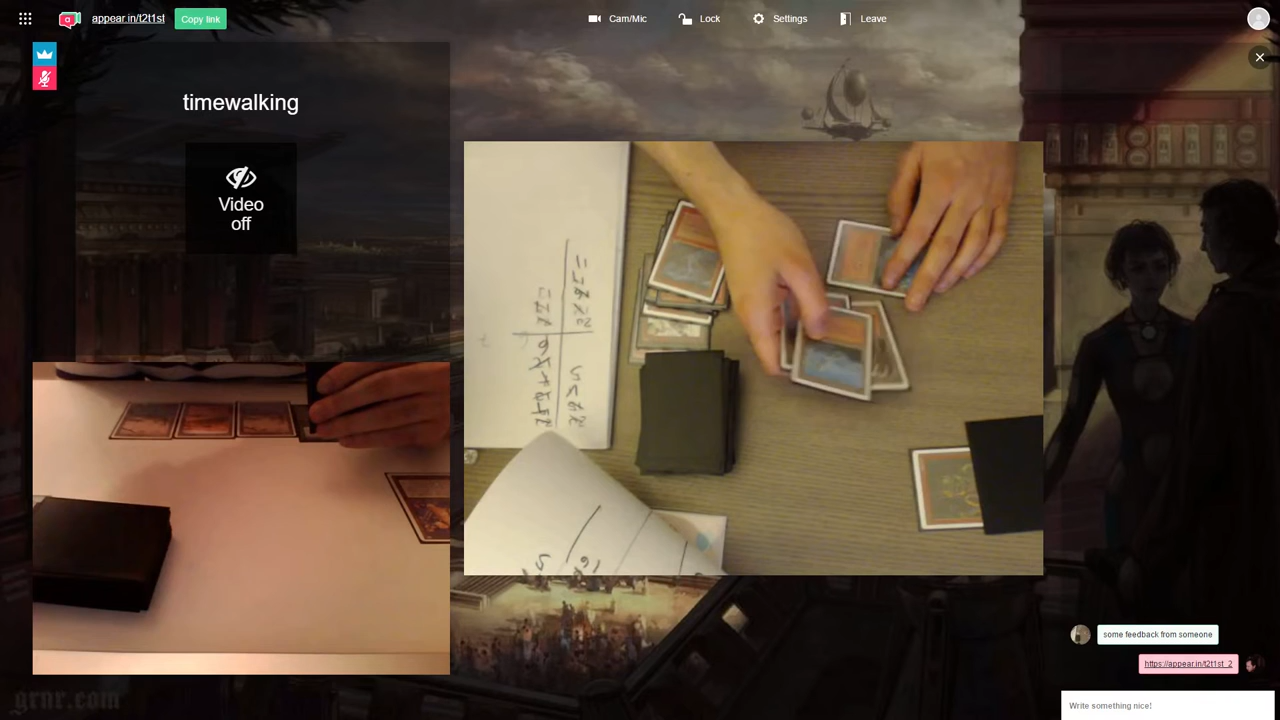 appear.in/t2t1st
Copy link
Cam/Mic
Lock
Settings
Leave
timewalking
Video
off
some feedback from someone
https://appear.in/t2t1st_2
Write something nice!
grnr.com